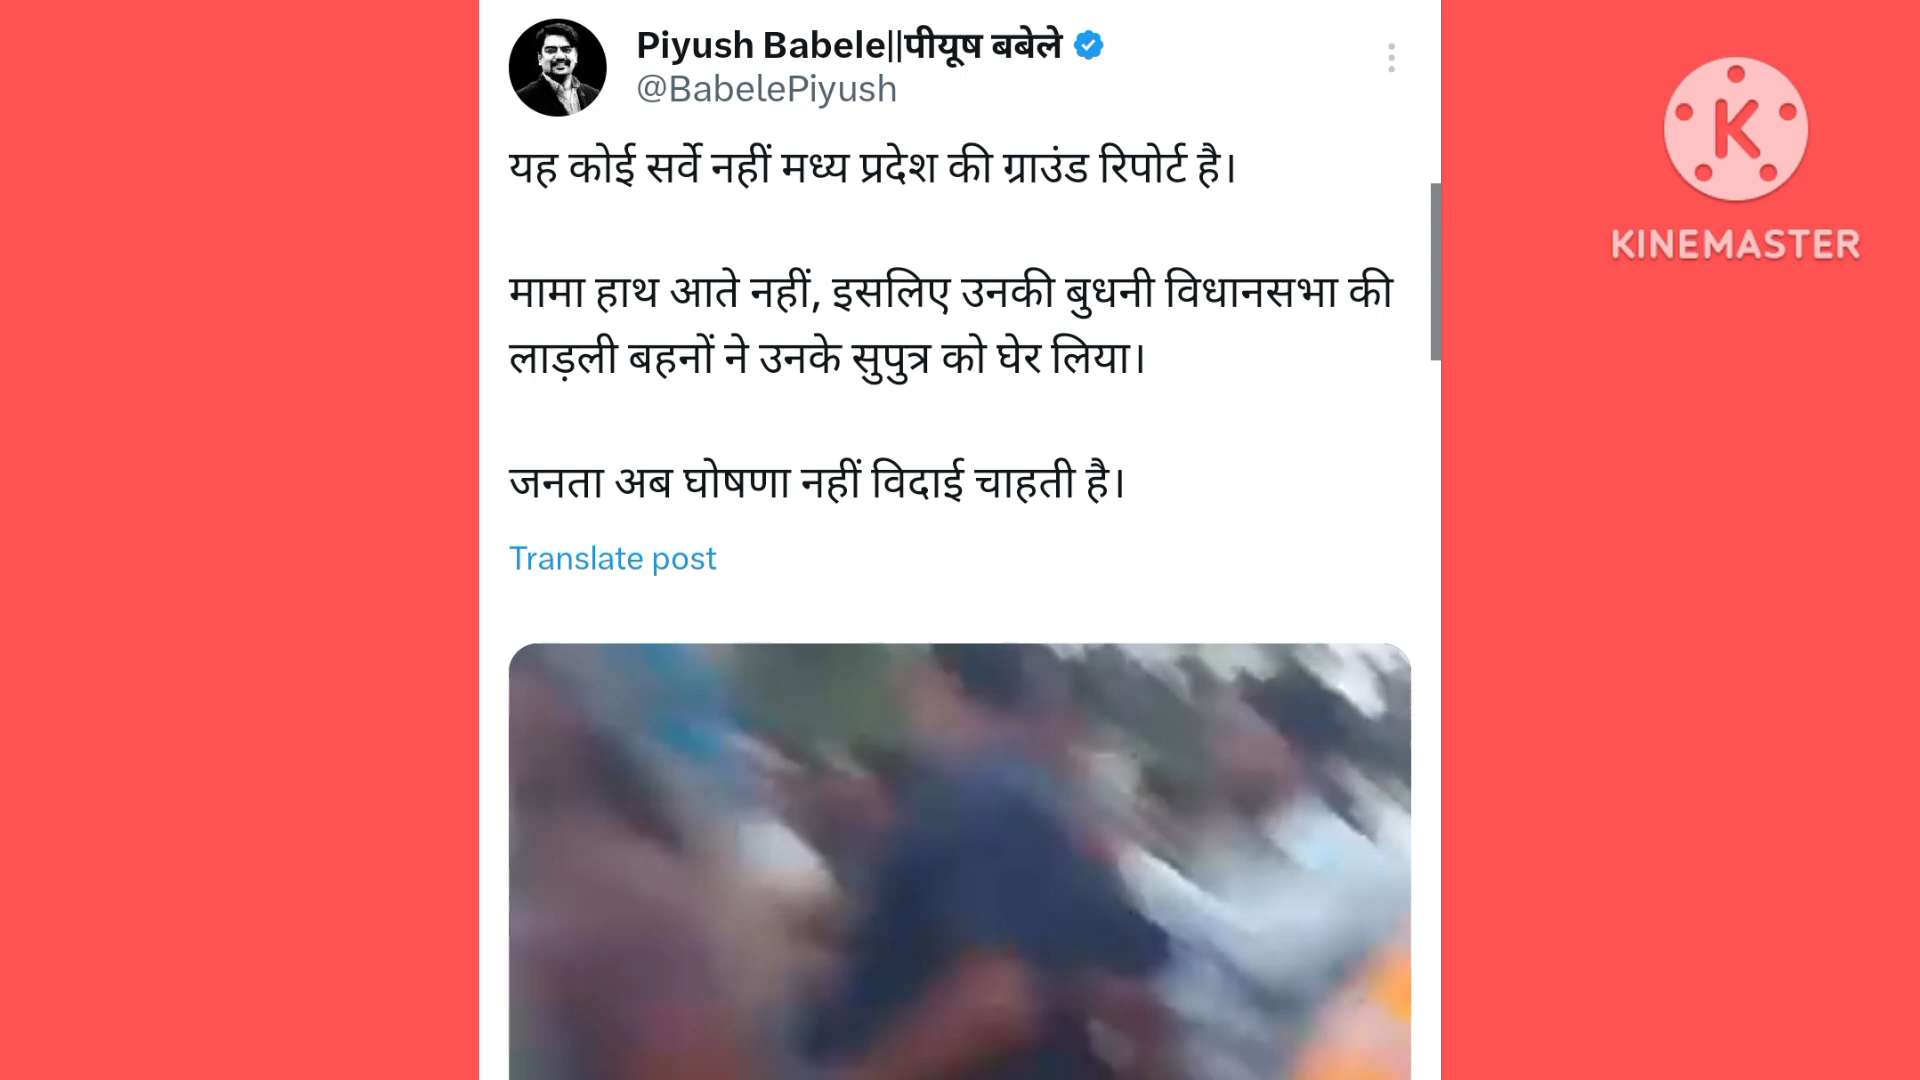 Piyush Babele||पीयूष बबेले
@BabelePiyush
यह कोई सर्वे नहीं मध्य प्रदेश की ग्राउंड रिपोर्ट है।
मामा हाथ आते नहीं, इसलिए उनकी बुधनी विधानसभा की
लाड़ली बहनों ने उनके सुपुत्र को घेर लिया।
जनता अब घोषणा नहीं विदाई चाहती है।
Translate post
K
KINEMASTER